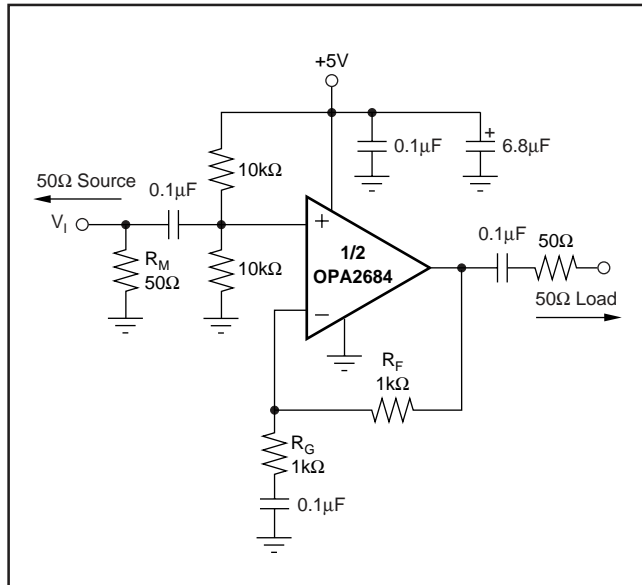 +5V
+
0.1μF
6.8μF
50Ω Source
0.1μF
10kΩ
V_I
+
1/2
OPA2684
0.1μF
50Ω
R_M
50Ω
10kΩ
−
50Ω Load
R_F
1kΩ
R_G
1kΩ
0.1μF